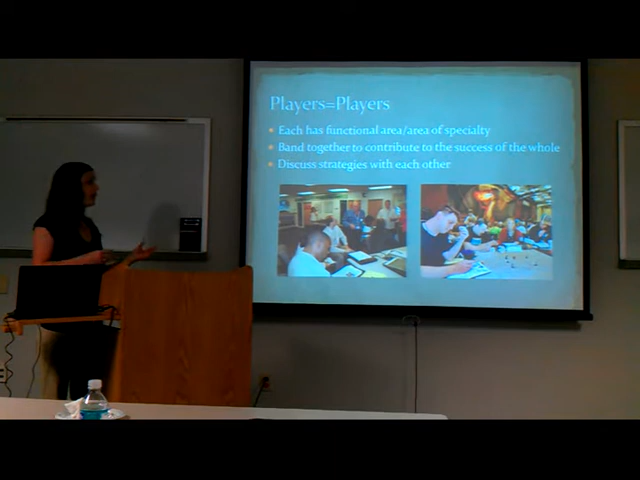 Players=Players
Each has functional area/area of specialty
Band together to contribute to the success of the whole
Discuss strategies with each other